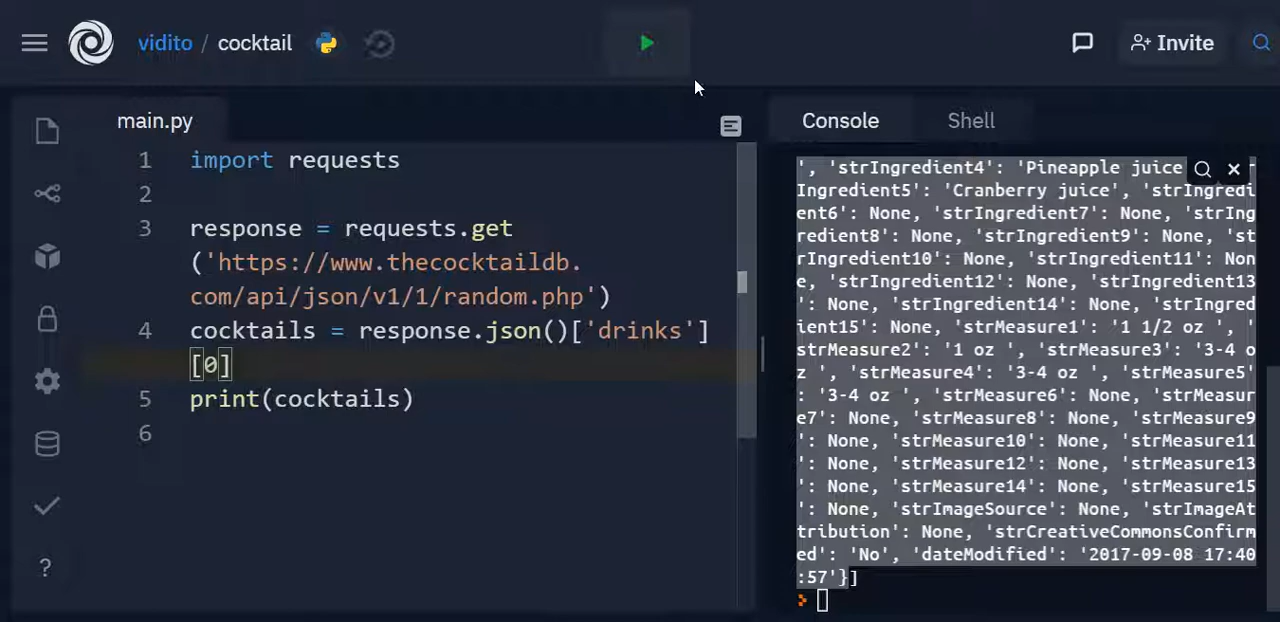 vidito / cocktail
Invite
main.py
Console
Shell
1 import requests
2
3 response = requests.get
('https://www.thecocktaildb.
com/api/json/v1/1/random.php')
4 cocktails = response.json()['drinks']
[0]
5 print(cocktails)
6
', 'strIngredient4': 'Pineapple juice r
Ingredient5': 'Cranberry juice', 'stringredi
ent6': None, 'strIngredient7': None, 'strIng
redient8': None, 'strIngredient9': None, 'st
rIngredient10': None, 'strIngredient11': Non
e, 'strIngredient12': None, 'strIngredient13
': None, 'strIngredient14': None, 'strIngred
ient15': None, 'strMeasure1': '1 1/2 oz ', '
strMeasure2': '1 oz ', 'strMeasure3': '3-4 o
z ', 'strMeasure4': '3-4 oz ', 'strMeasure5'
: '3-4 oz ', 'strMeasure6': None, 'strMeasur
e7': None, 'strMeasure8': None, 'strMeasure9
': None, 'strMeasure10': None, 'strMeasure11
': None, 'strMeasure12': None, 'strMeasure13
': None, 'strMeasure14': None, 'strMeasure15
': None, 'strImageSource': None, 'strImageAt
tribution': None, 'strCreativeCommonsConfirm
ed': 'No', 'dateModified': '2017-09-08 17:40
:57'}]